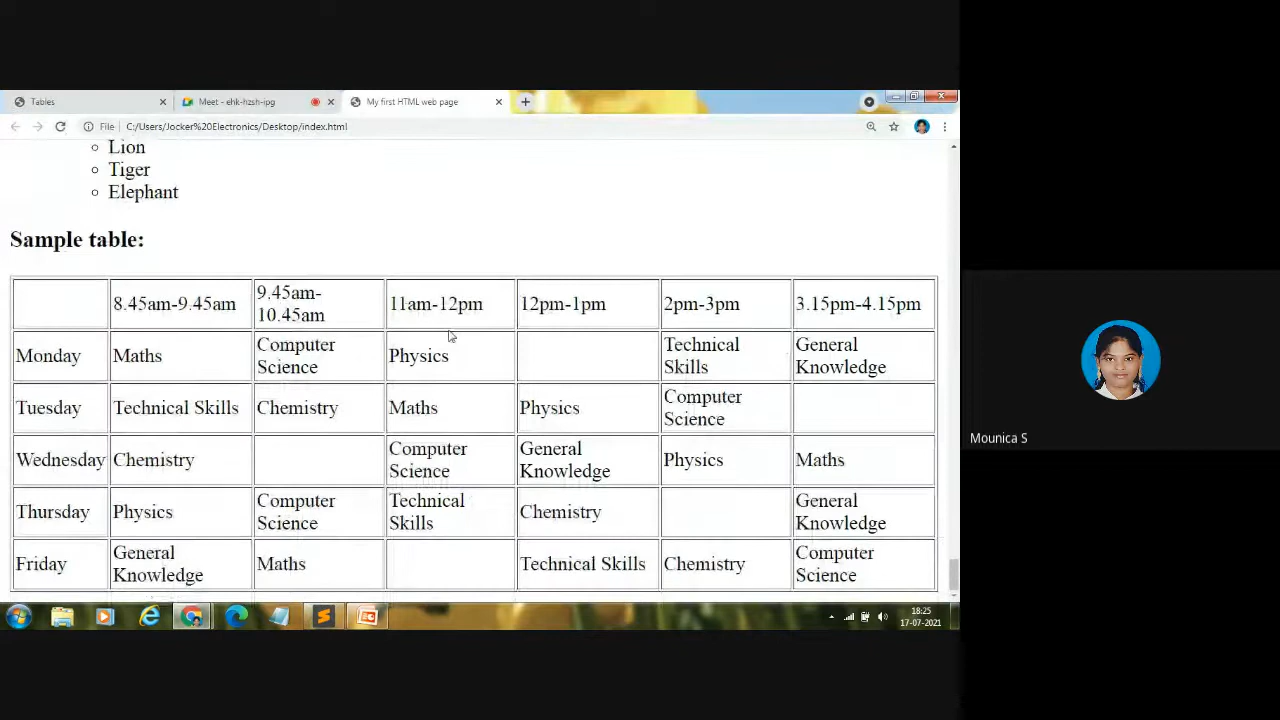 Tables
Meet - ehk-hzsh-ipg
My first HTML web page
File
C:/Users/Jocker%20Electronics/Desktop/index.html
Lion
Tiger
Elephant
Sample table:
8.45am-9.45am
9.45am-
10.45am
11am-12pm
12pm-1pm
2pm-3pm
3.15pm-4.15pm
Monday
Maths
Computer
Science
Physics
Technical
Skills
General
Knowledge
Tuesday
Technical Skills
Chemistry
Maths
Physics
Computer
Science
Wednesday
Chemistry
Computer
Science
General
Knowledge
Physics
Maths
Thursday
Physics
Computer
Science
Technical
Skills
Chemistry
General
Knowledge
Friday
General
Knowledge
Maths
Technical Skills
Chemistry
Computer
Science
18:25
17-07-2021
Mounica S